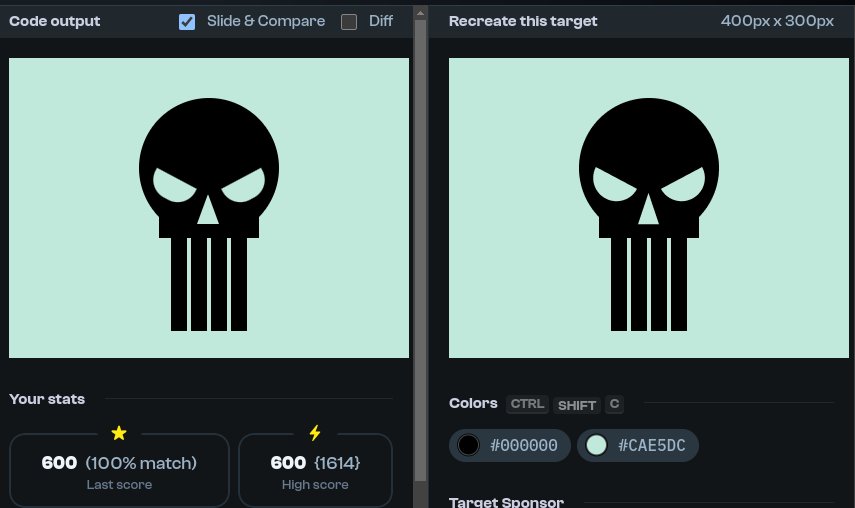 Code output
Slide & Compare
Diff
Recreate this target
400px x 300px
Your stats
600 (100% match)
Last score
600 {1614}
High score
Colors CTRL SHIFT C
#000000
#CAE5DC
Target Sponsor